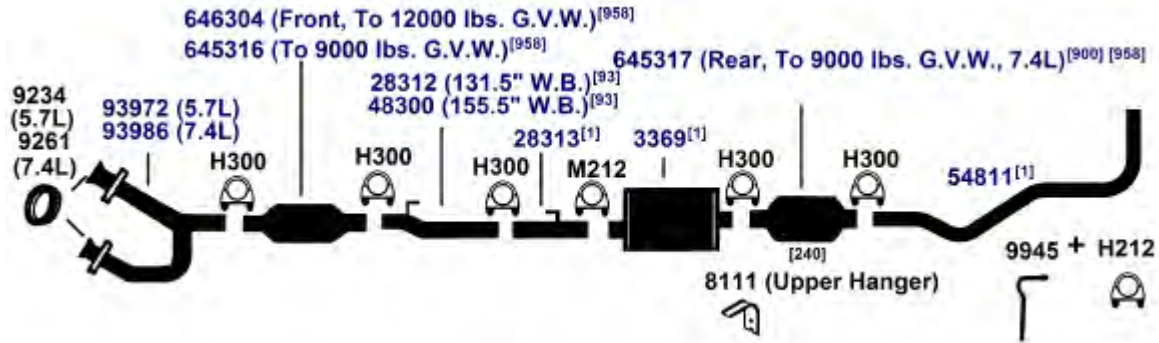 646304 (Front, To 12000 lbs. G.V.W.)[958]
645316 (To 9000 lbs. G.V.W.)[958]
645317 (Rear, To 9000 lbs. G.V.W., 7.4L)[900] [958]
28312 (131.5" W.B.)[93]
48300 (155.5" W.B.)[93]
9234
(5.7L)
9261
(7.4L)
93972 (5.7L)
93986 (7.4L)
28313[1]
3369[1]
H300
H300
H300
M212
H300
H300
54811[1]
[240]
8111 (Upper Hanger)
9945 + H212